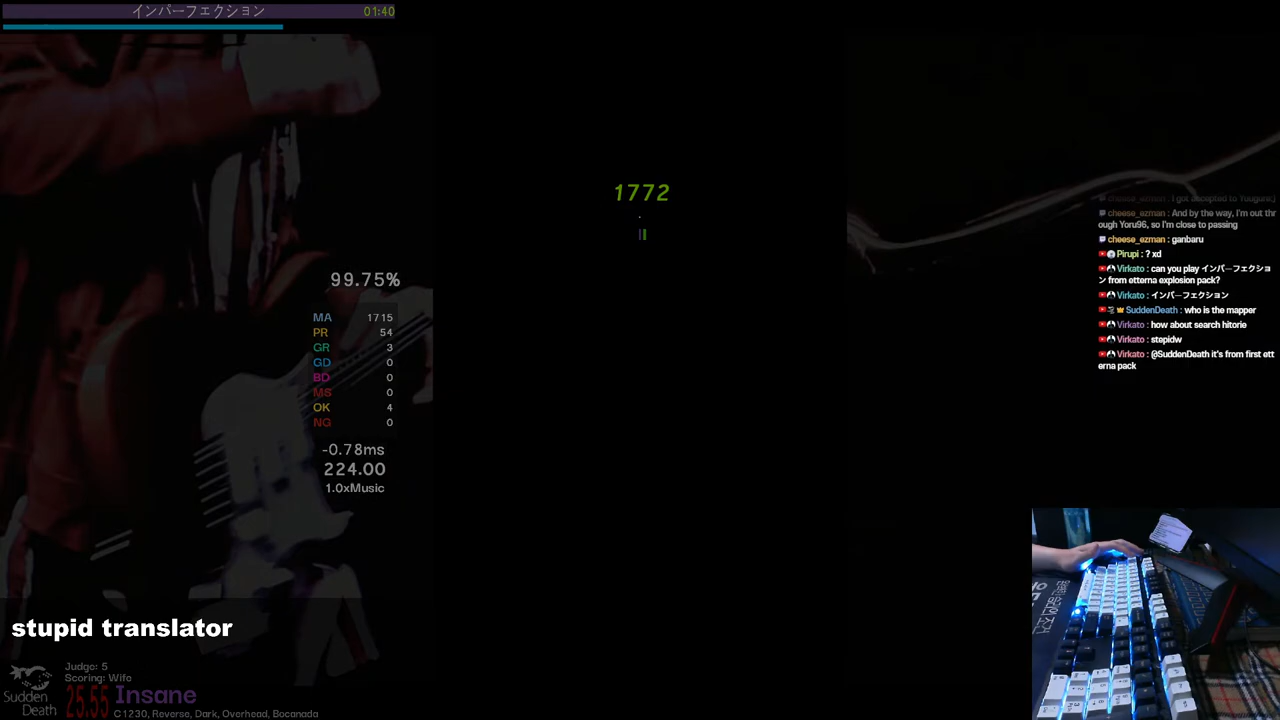 インパーフェクション 01:40
1772
99.75%
MA 1715
PR 54
GR 3
GD 0
BD 0
MS 0
OK 4
NG 0
-0.78ms
224.00
1.0xMusic
cheese_ezman : And by the way, I'm out thr
ough Yoru96, so I'm close to passing
cheese_ezman : ganbaru
Pirupi : ? xd
Virkato : can you play インパーフェクショ
ン from etterna explosion pack?
Virkato : インパーフェクション
SuddenDeath : who is the mapper
Virkato : how about search hitorie
Virkato : stepidw
Virkato : @SuddenDeath it's from first ett
erna pack
stupid translator
Judge: 5
Scoring: Wife
Sudden
Death
25.55 Insane
C1230, Reverse, Dark, Overhead, Bocanada